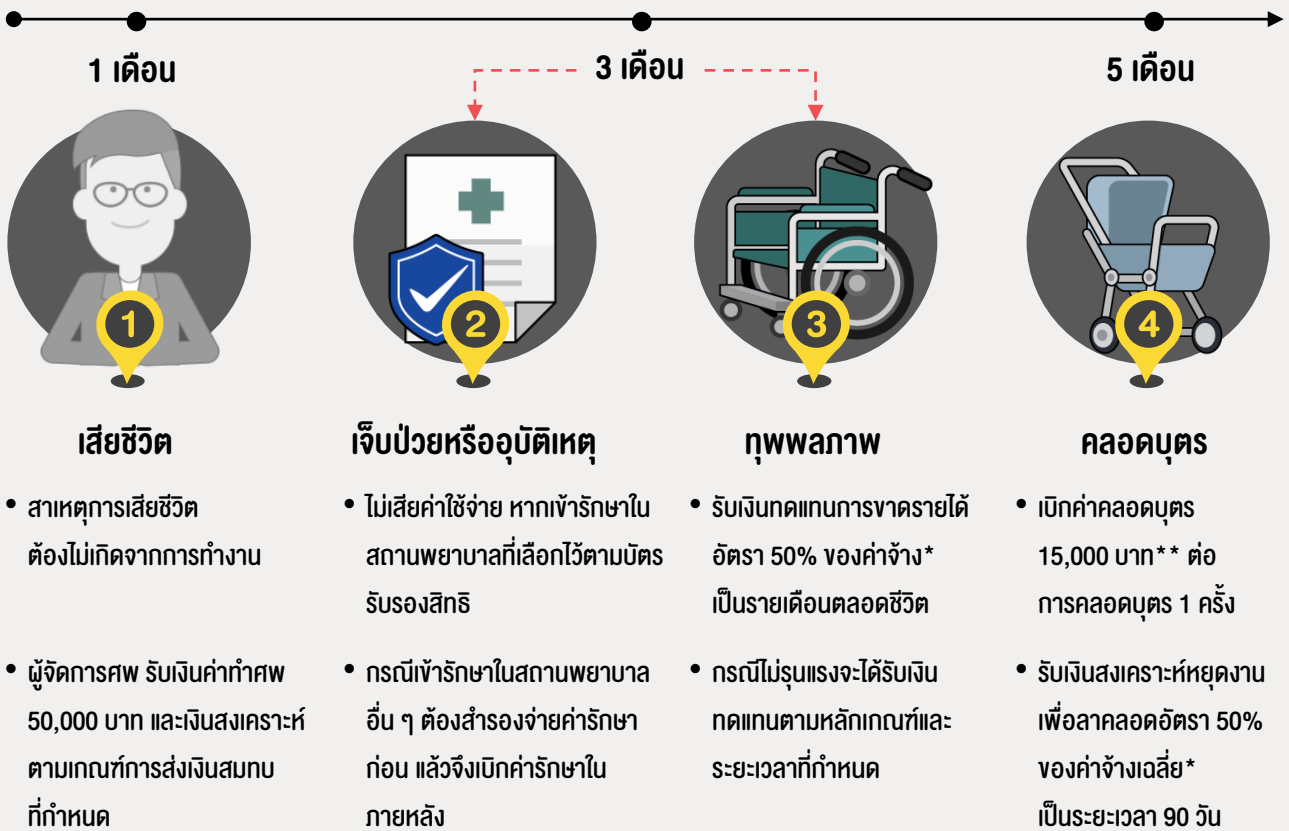 1 เดือน
3 เดือน
5 เดือน
1
2
3
4
เสียชีวิต
• สาเหตุการเสียชีวิต
ต้องไม่เกิดจากการทำงาน
• ผู้จัดการศพ รับเงินค่าทำศพ
50,000 บาท และเงินสงเคราะห์
ตามเกณฑ์การส่งเงินสมทบ
ที่กำหนด
เจ็บป่วยหรืออุบัติเหตุ
• ไม่เสียค่าใช้จ่าย หากเข้ารักษาใน
สถานพยาบาลที่เลือกไว้ตามบัตร
รับรองสิทธิ
• กรณีเข้ารักษาในสถานพยาบาล
อื่น ๆ ต้องสำรองจ่ายค่ารักษา
ก่อน แล้วจึงเบิกค่ารักษาใน
ภายหลัง
ทุพพลภาพ
• รับเงินทดแทนการขาดรายได้
อัตรา 50% ของค่าจ้าง*
เป็นรายเดือนตลอดชีวิต
• กรณีไม่รุนแรงจะได้รับเงิน
ทดแทนตามหลักเกณฑ์และ
ระยะเวลาที่กำหนด
คลอดบุตร
• เบิกค่าคลอดบุตร
15,000 บาท** ต่อ
การคลอดบุตร 1 ครั้ง
• รับเงินสงเคราะห์หยุดงาน
เพื่อลาคลอดอัตรา 50%
ของค่าจ้างเฉลี่ย*
เป็นระยะเวลา 90 วัน